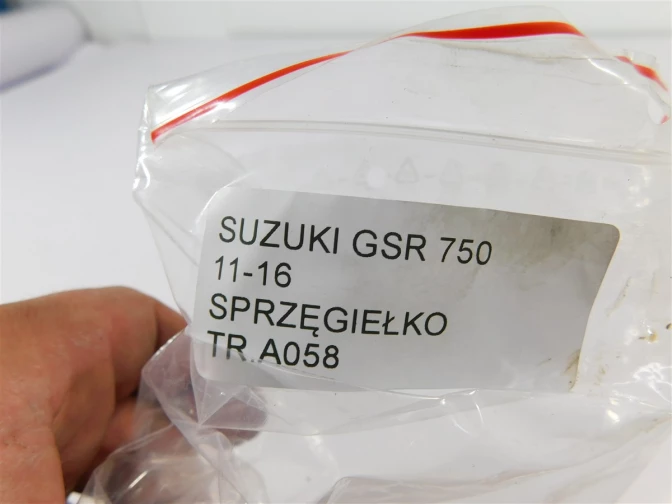 SUZUKI GSR 750
11-16
SPRZĘGIEŁKO
TR.A058